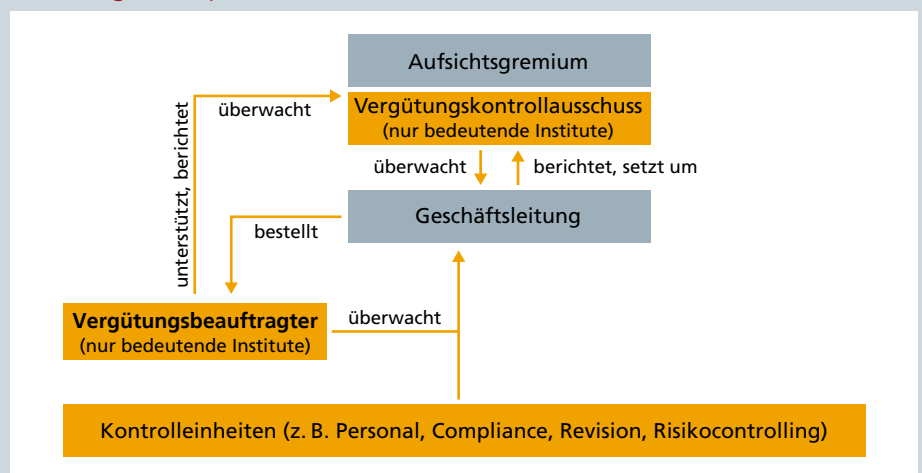 Aufsichtsgremium
Vergütungskontrollausschuss
(nur bedeutende Institute)
überwacht
unterstützt, berichtet
überwacht
berichtet, setzt um
Geschäftsleitung
bestellt
Vergütungsbeauftragter
(nur bedeutende Institute)
überwacht
Kontrolleinheiten (z. B. Personal, Compliance, Revision, Risikocontrolling)